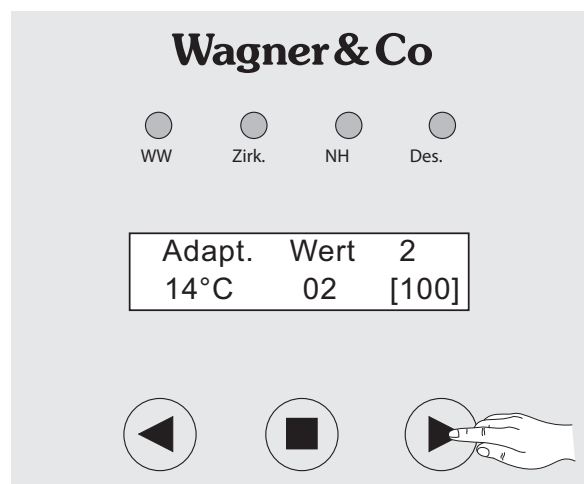 Wagner & Co
WW Zirk. NH Des.
Adapt. Wert 2
14°C 02 [100]